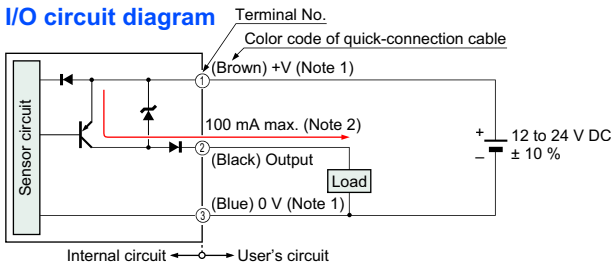 I/O circuit diagram
Terminal No.
Color code of quick-connection cable
Sensor circuit
1
(Brown) +V (Note 1)
100 mA max. (Note 2)
2
(Black) Output
+
12 to 24 V DC
–
± 10 %
Load
3
(Blue) 0 V (Note 1)
Internal circuit
User's circuit